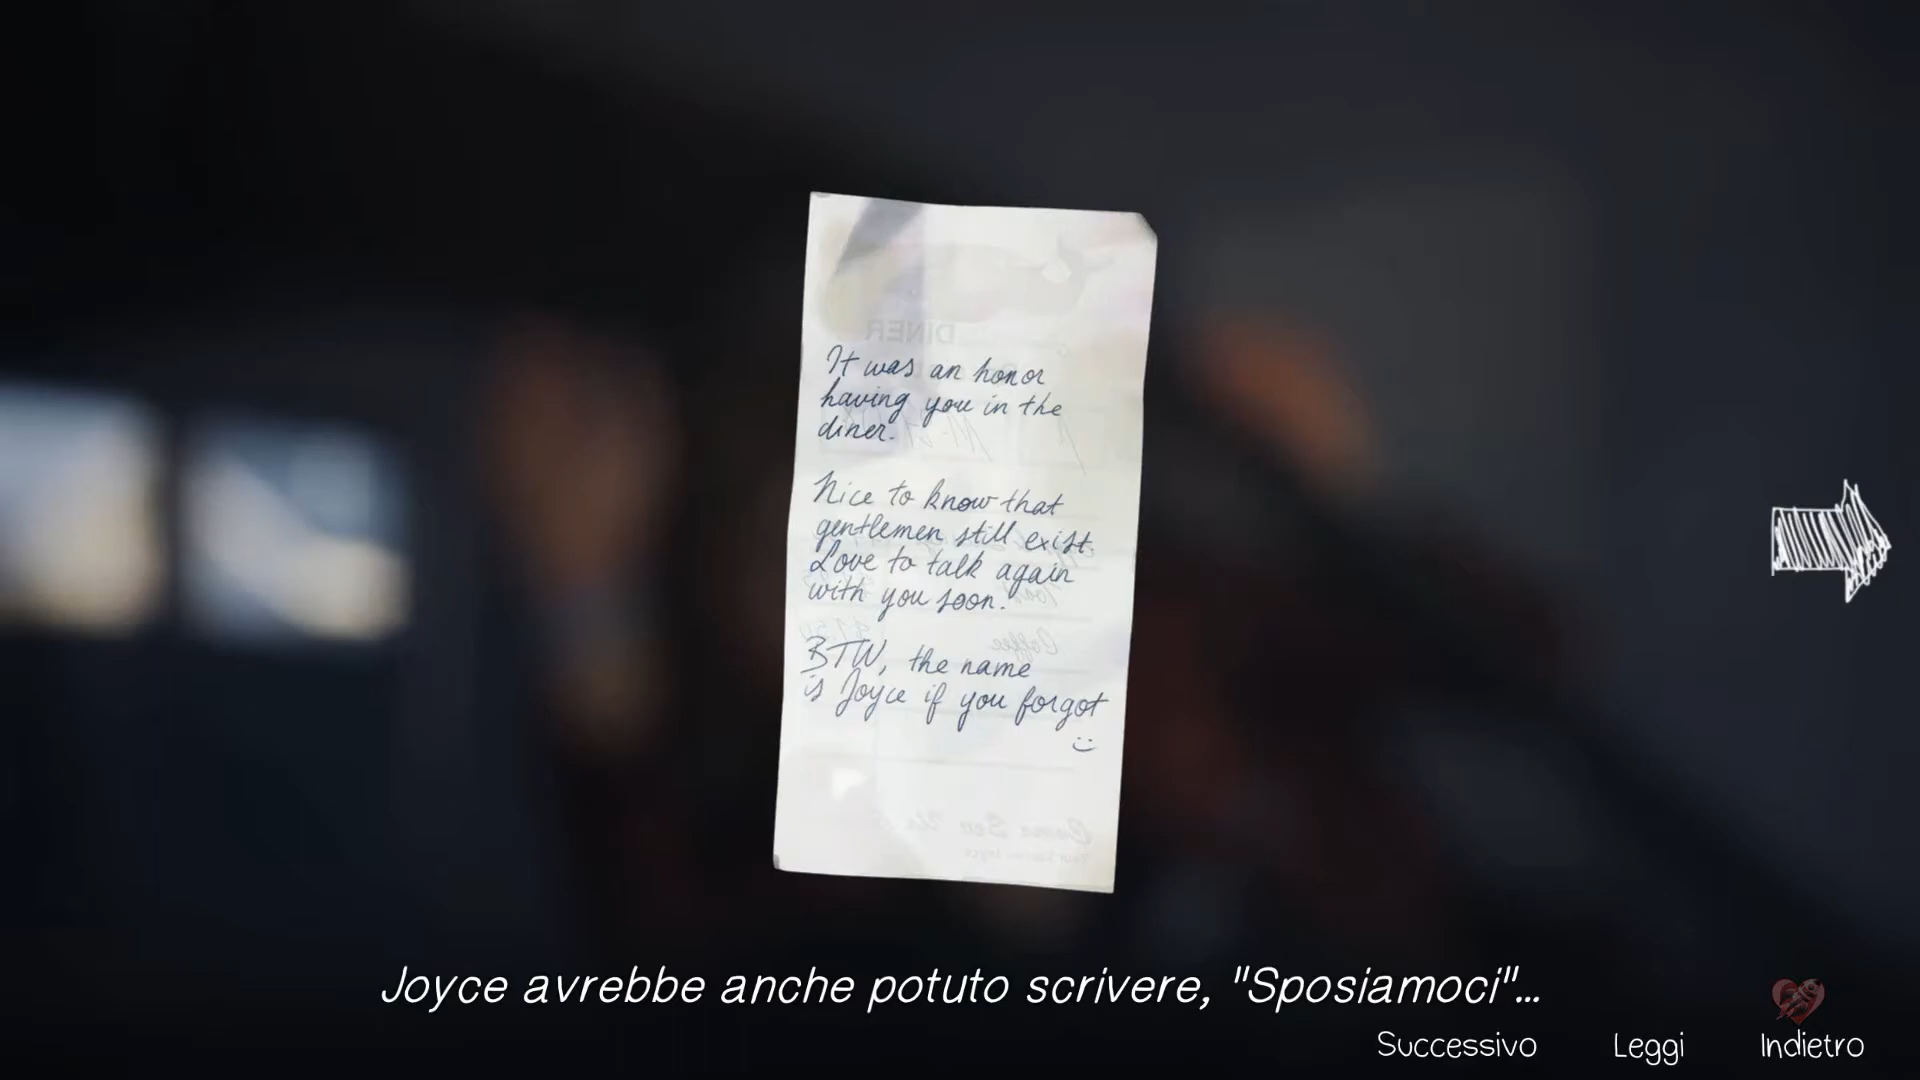 DINER
It was an honor
having you in the
diner.
Nice to know that
gentlemen still exist.
Love to talk again
with you soon.
Coffee
BTW, the name
is Joyce if you forgot
:)
Joyce avrebbe anche potuto scrivere, "Sposiamoci"...
Successivo
Leggi
Indietro